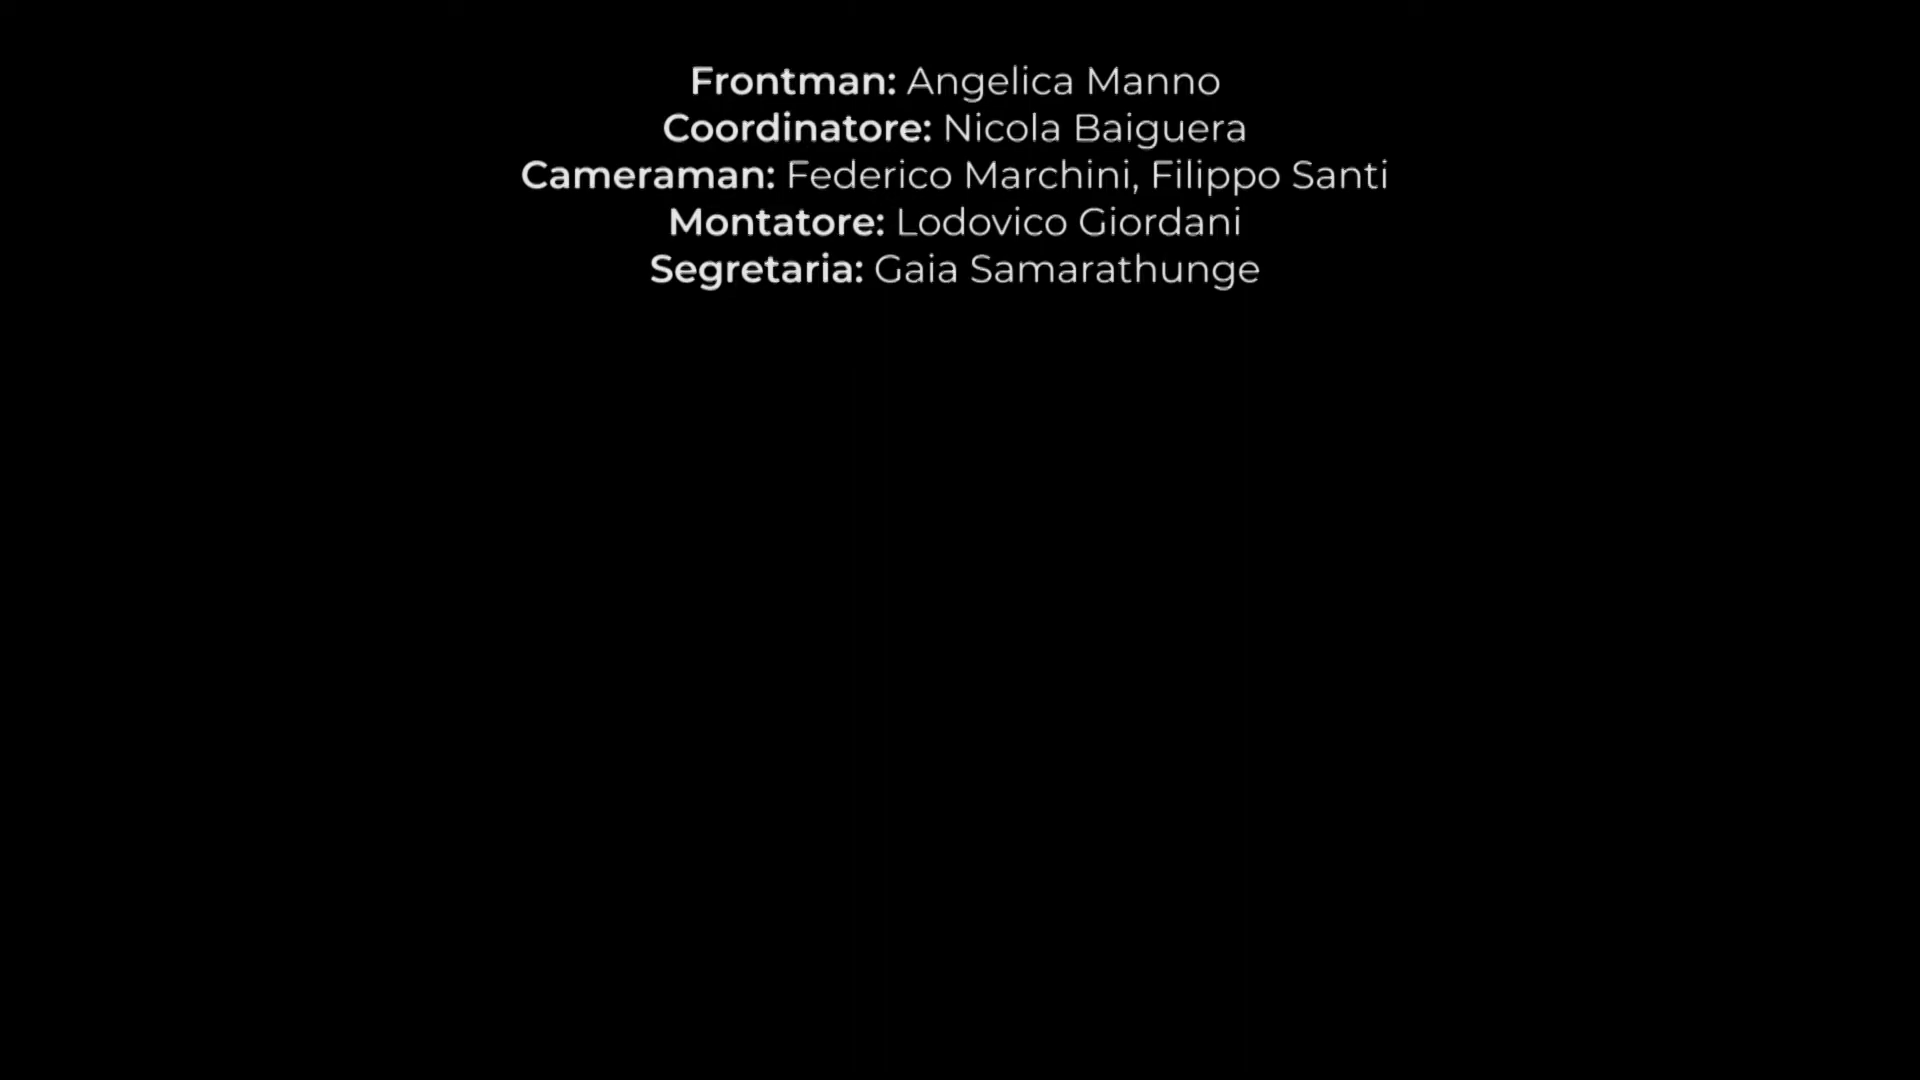 Frontman: Angelica Manno
Coordinatore: Nicola Baiguera
Cameraman: Federico Marchini, Filippo Santi
Montatore: Lodovico Giordani
Segretaria: Gaia Samarathunge